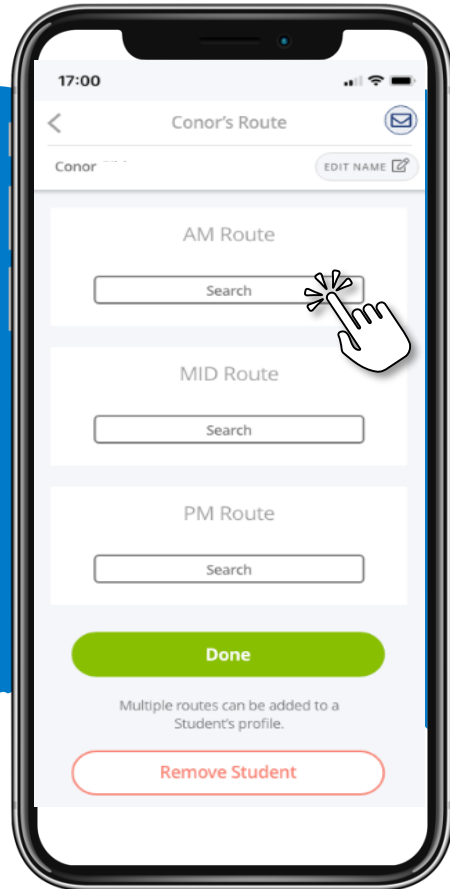 17:00
Conor's Route
Conor
EDIT NAME
AM Route
Search
MID Route
Search
PM Route
Search
Done
Multiple routes can be added to a
Student's profile.
Remove Student